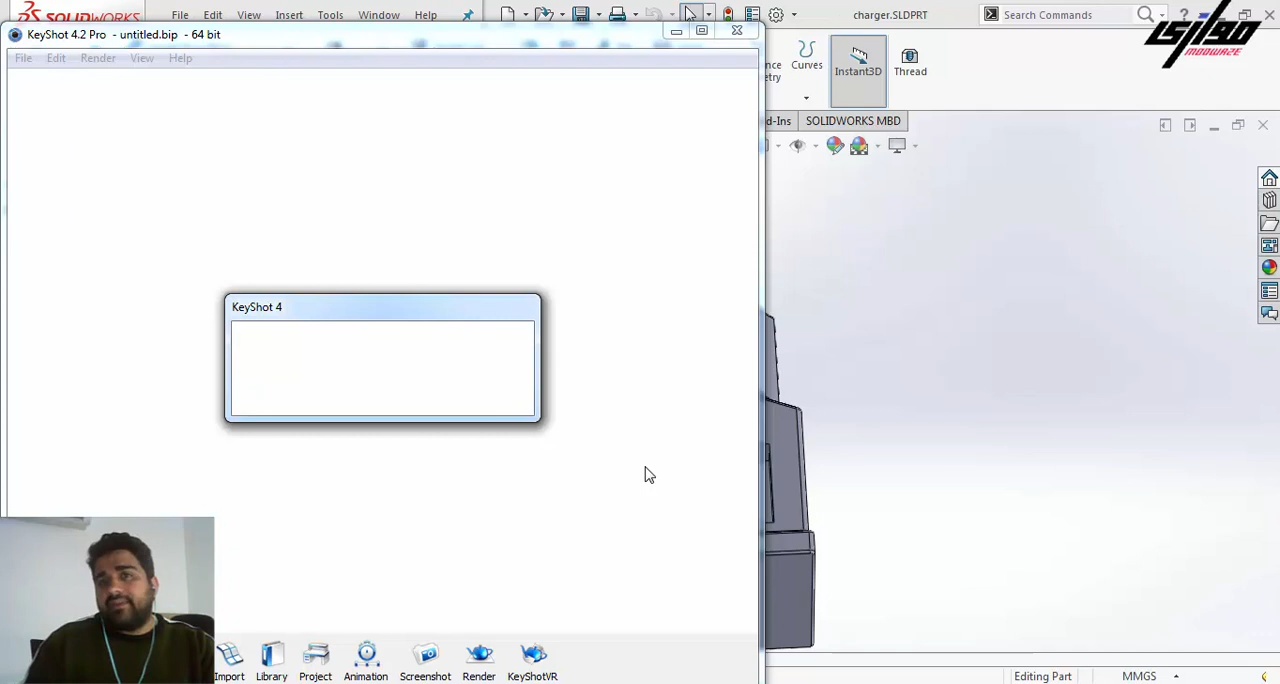 SOLIDWORKS File Edit View Insert Tools Window Help charger.SLDPRT Search Commands ?
مووازی
MODWAZE
KeyShot 4.2 Pro - untitled.bip - 64 bit
File Edit Render View Help
Curves Instant3D Thread
d-Ins SOLIDWORKS MBD
KeyShot 4
Import Library Project Animation Screenshot Render KeyShotVR
Editing Part MMGS